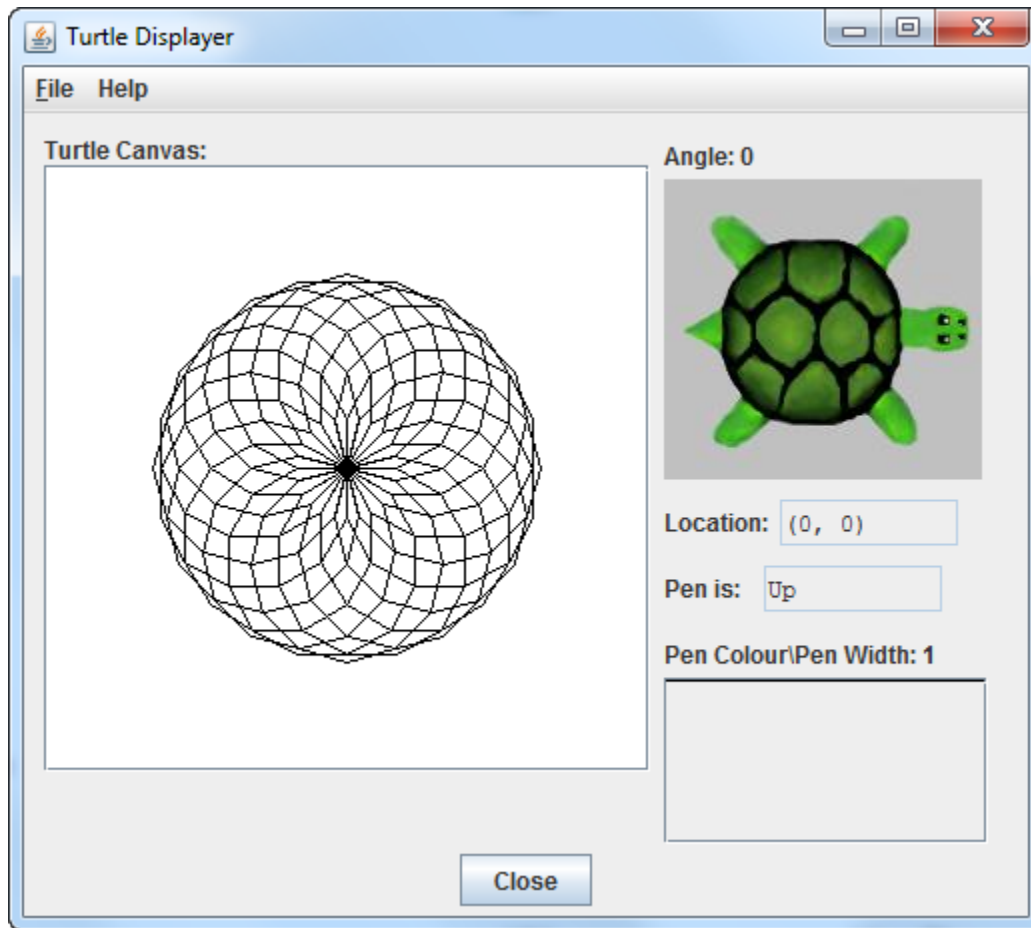 Turtle Displayer
File Help
Turtle Canvas:
Angle: 0
Location: (0, 0)
Pen is: Up
Pen Colour\Pen Width: 1
Close